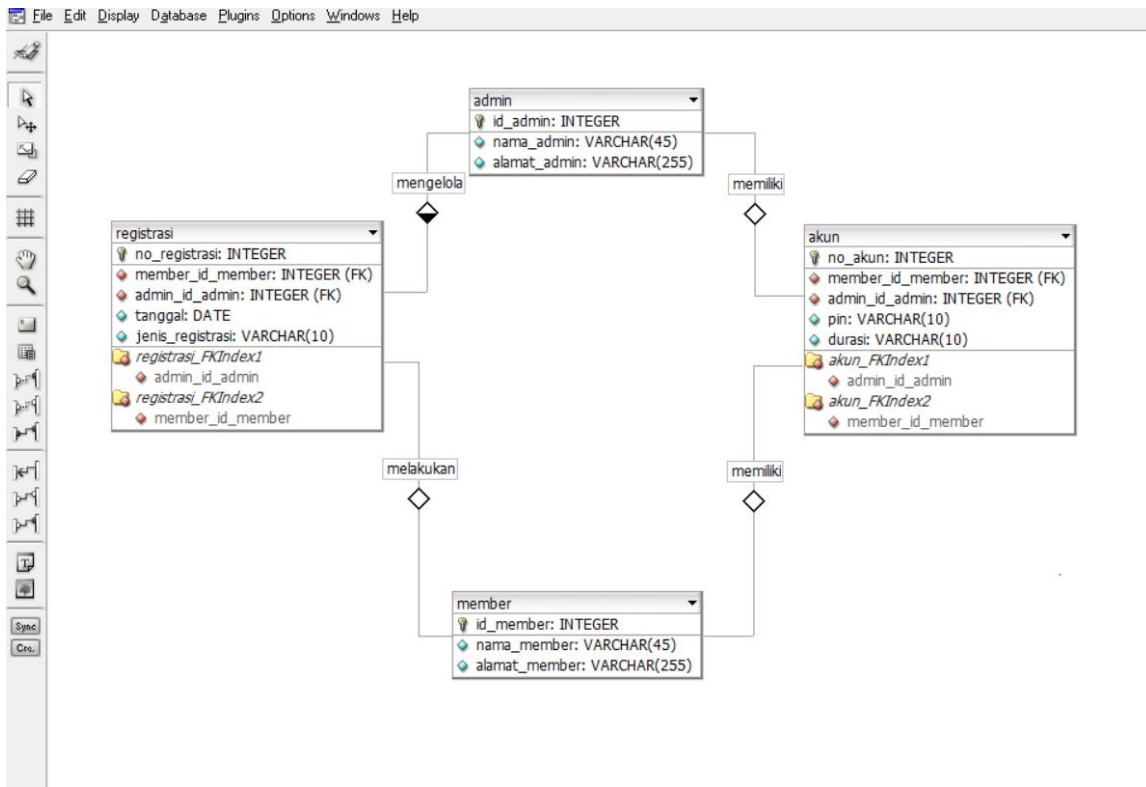 File Edit Display Database Plugins Options Windows Help
admin
id_admin: INTEGER
nama_admin: VARCHAR(45)
alamat_admin: VARCHAR(255)
mengelola
memiliki
registrasi
no_registrasi: INTEGER
member_id_member: INTEGER (FK)
admin_id_admin: INTEGER (FK)
tanggal: DATE
jenis_registrasi: VARCHAR(10)
registrasi_FKIndex1
admin_id_admin
registrasi_FKIndex2
member_id_member
akun
no_akun: INTEGER
member_id_member: INTEGER (FK)
admin_id_admin: INTEGER (FK)
pin: VARCHAR(10)
durasi: VARCHAR(10)
akun_FKIndex1
admin_id_admin
akun_FKIndex2
member_id_member
melakukan
memiliki
member
id_member: INTEGER
nama_member: VARCHAR(45)
alamat_member: VARCHAR(255)
Sync
Crc.